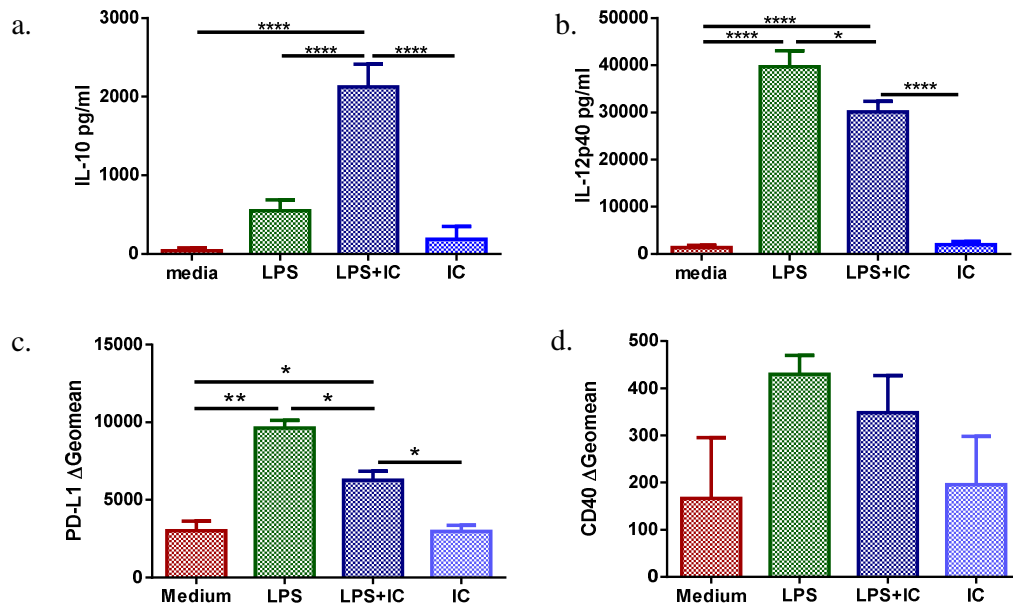 a.
IL-10 pg/ml
3000
2000
1000
0
****
****
****
media
LPS
LPS+IC
IC
b.
IL-12p40 pg/ml
50000
40000
30000
20000
10000
0
****
****
*
****
media
LPS
LPS+IC
IC
c.
PD-L1 ΔGeomean
15000
10000
5000
0
*
**
*
*
Medium
LPS
LPS+IC
IC
d.
CD40 ΔGeomean
500
400
300
200
100
0
Medium
LPS
LPS+IC
IC